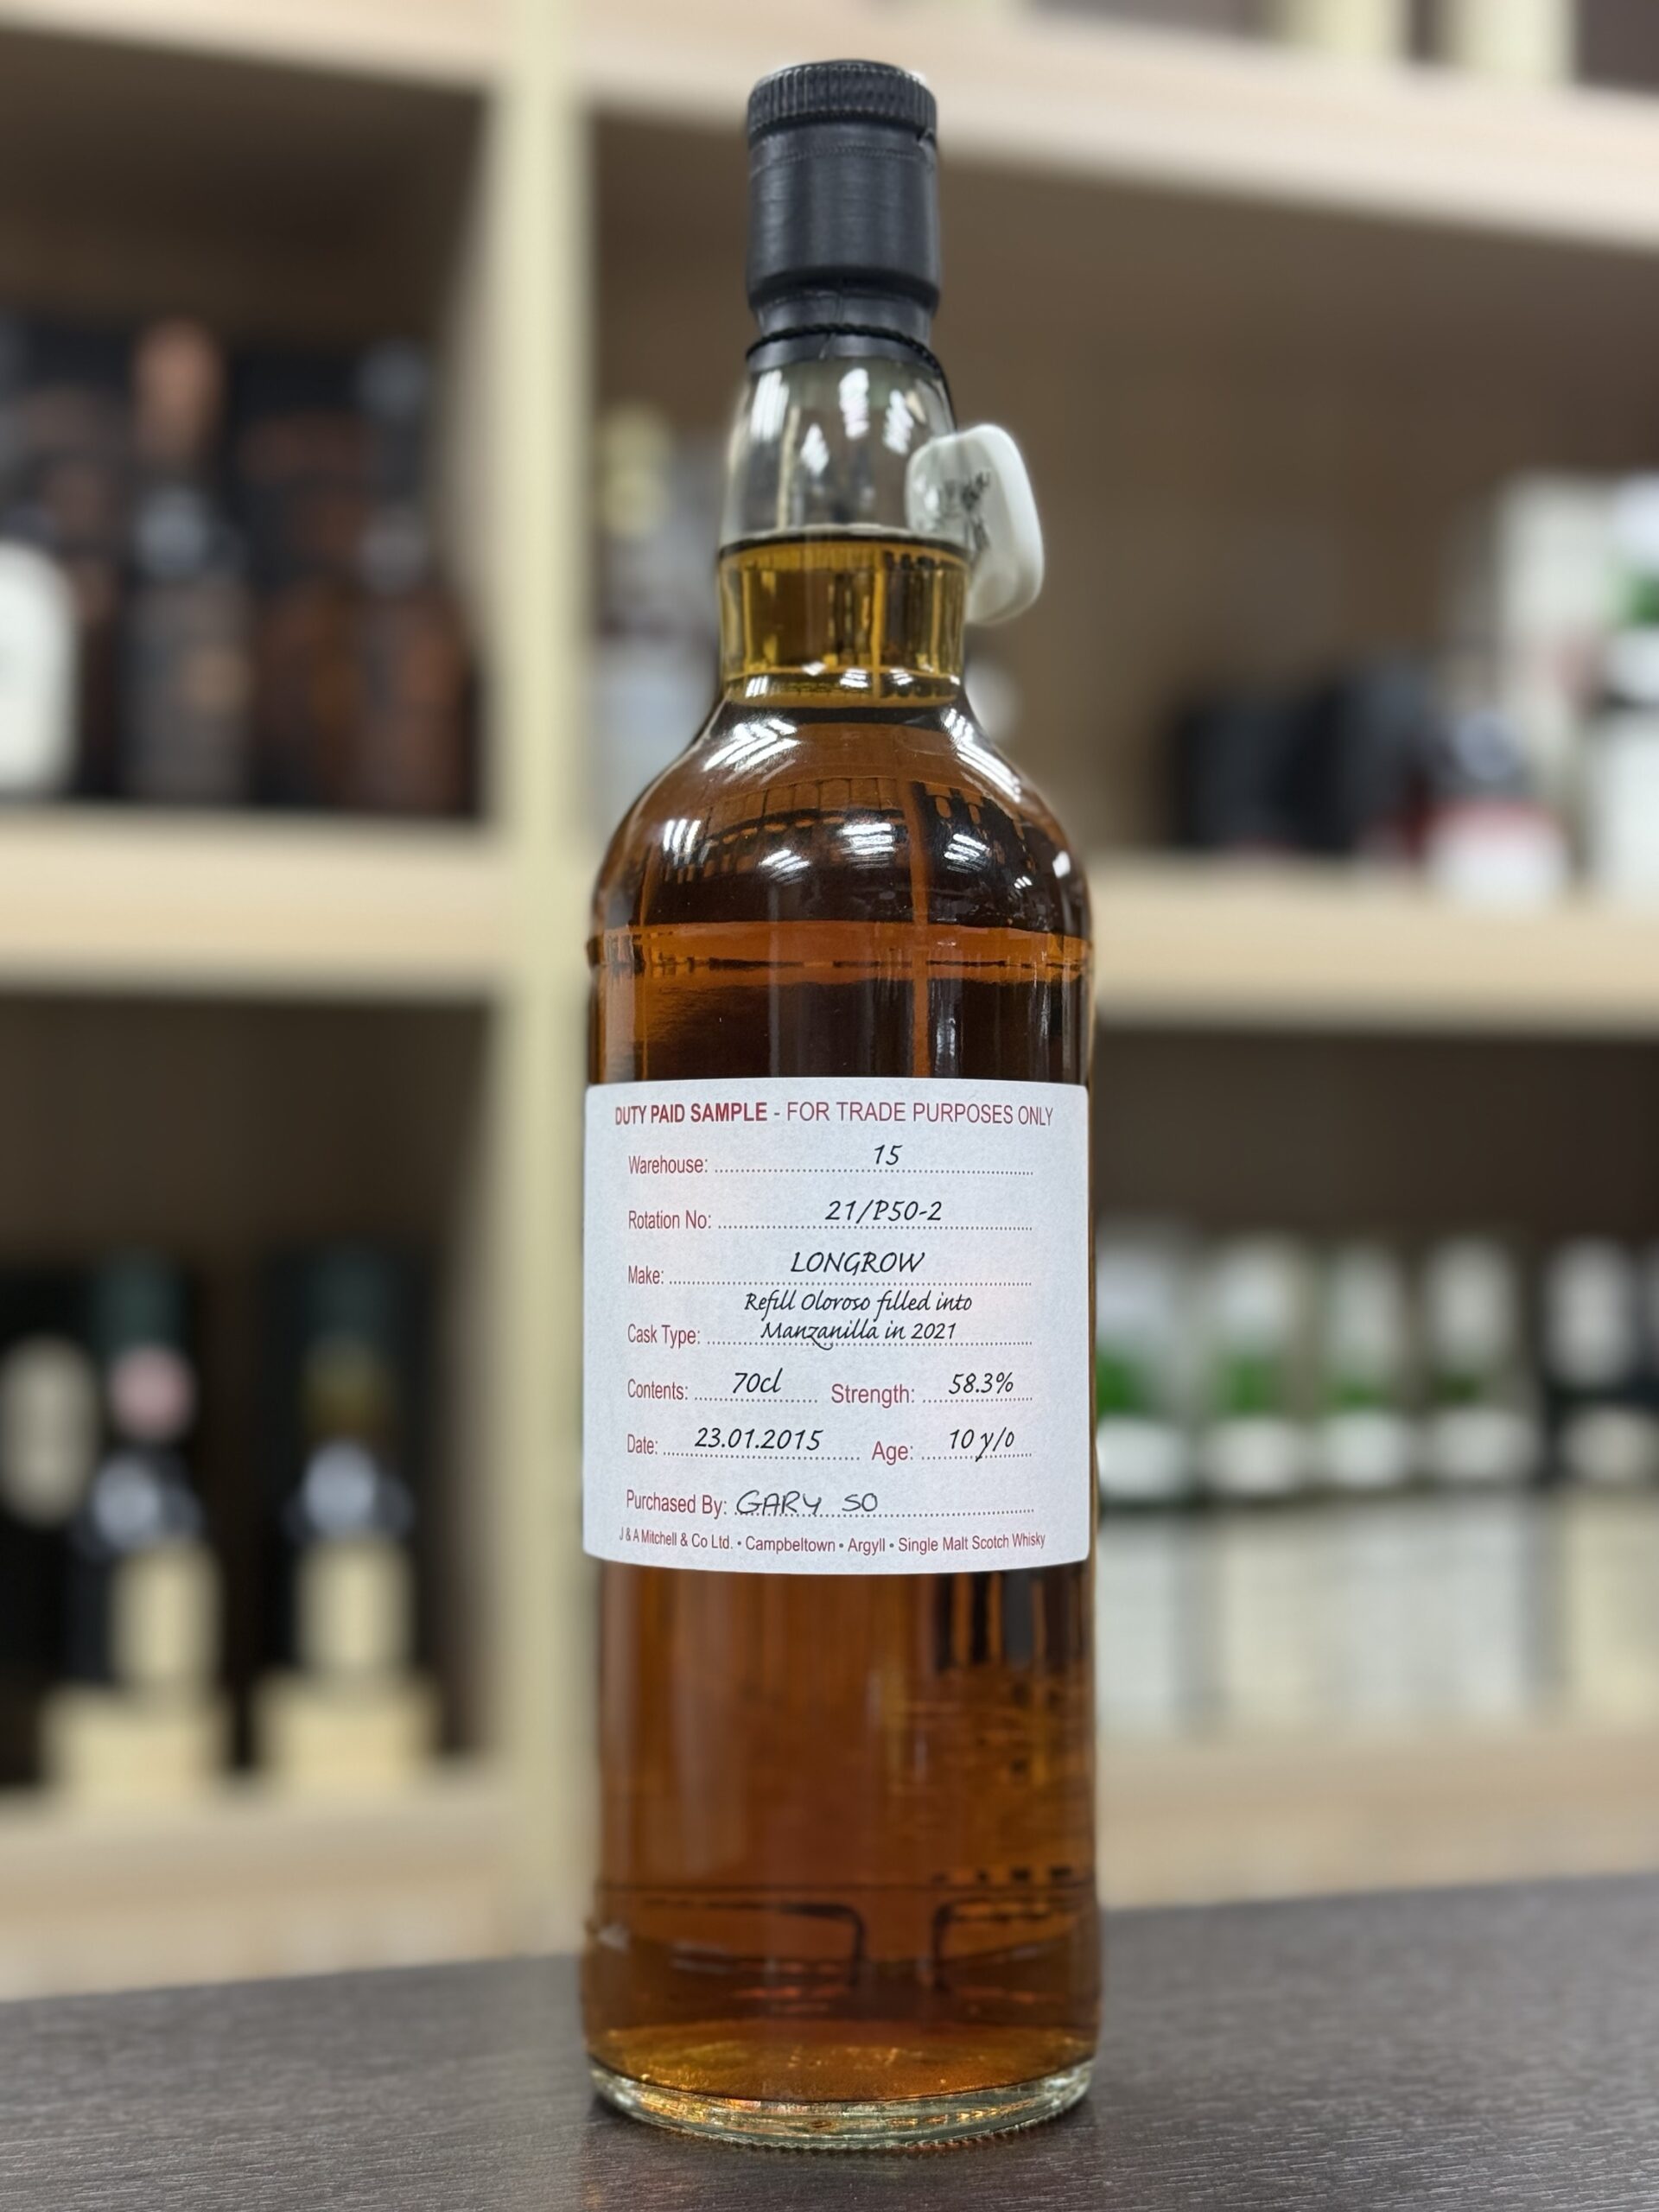 DUTY PAID SAMPLE - FOR TRADE PURPOSES ONLY
Warehouse: 15
Rotation No: 21/P50-2
Make: LONGROW
Refill Oloroso filled into
Cask Type: Manzanilla in 2021
Contents: 70cl Strength: 58.3%
Date: 23.01.2015 Age: 10 y/o
Purchased By: GARY SO
J & A Mitchell & Co Ltd. • Campbeltown • Argyll • Single Malt Scotch Whisky